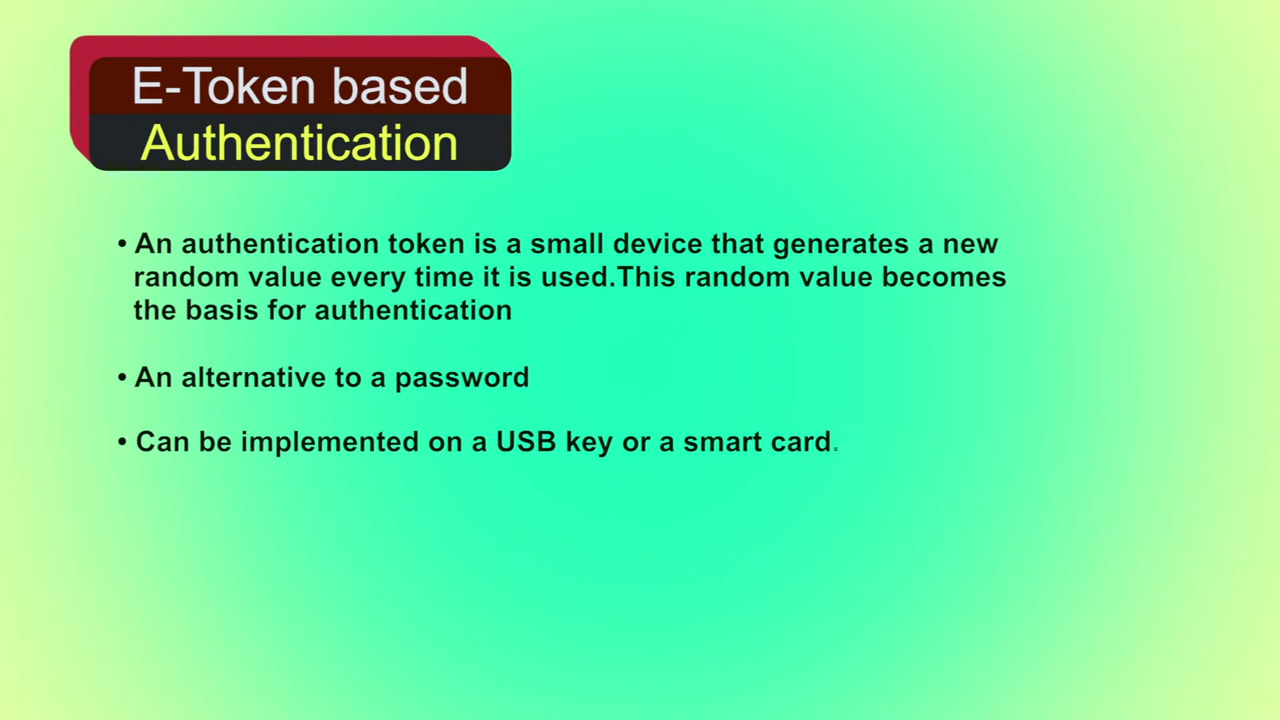 E-Token based
Authentication
• An authentication token is a small device that generates a new
random value every time it is used.This random value becomes
the basis for authentication
• An alternative to a password
• Can be implemented on a USB key or a smart card.